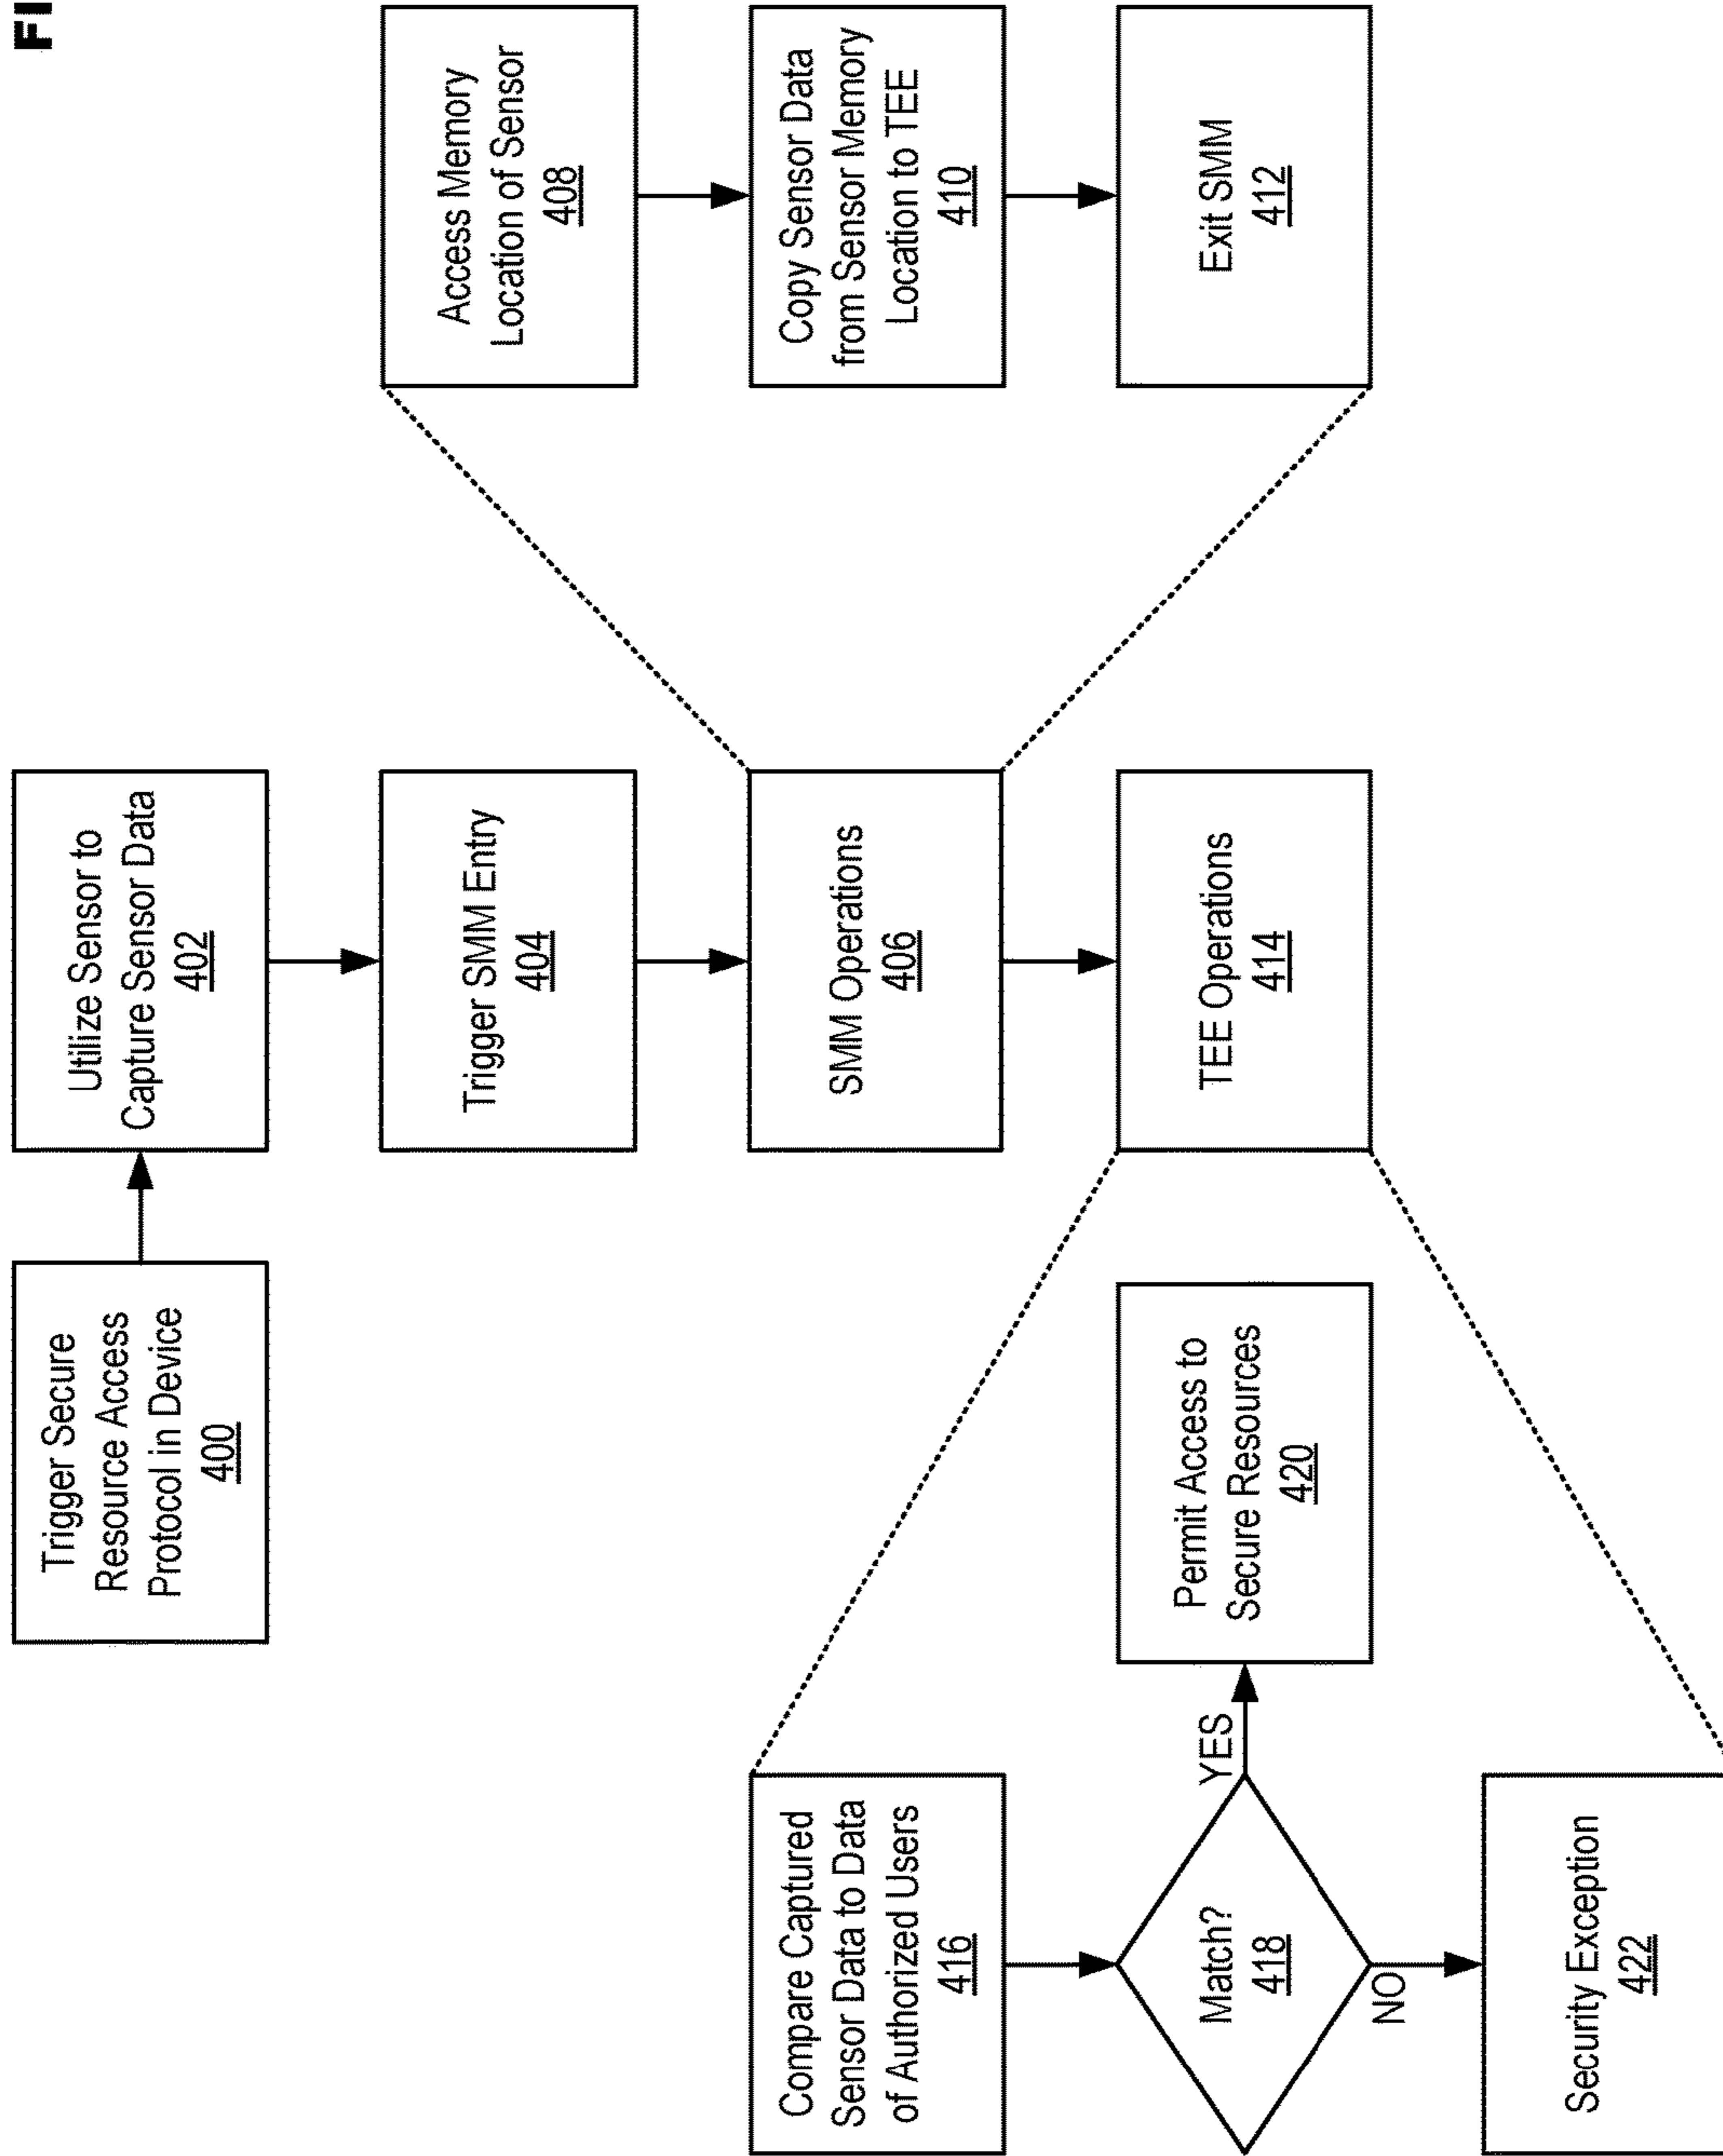 FI
Trigger Secure
Resource Access
Protocol in Device
400
Utilize Sensor to
Capture Sensor Data
402
Trigger SMM Entry
404
SMM Operations
406
Access Memory
Location of Sensor
408
Copy Sensor Data
from Sensor Memory
Location to TEE
410
Exit SMM
412
TEE Operations
414
Compare Captured
Sensor Data to Data
of Authorized Users
416
Match?
418
YES
NO
Permit Access to
Secure Resources
420
Security Exception
422